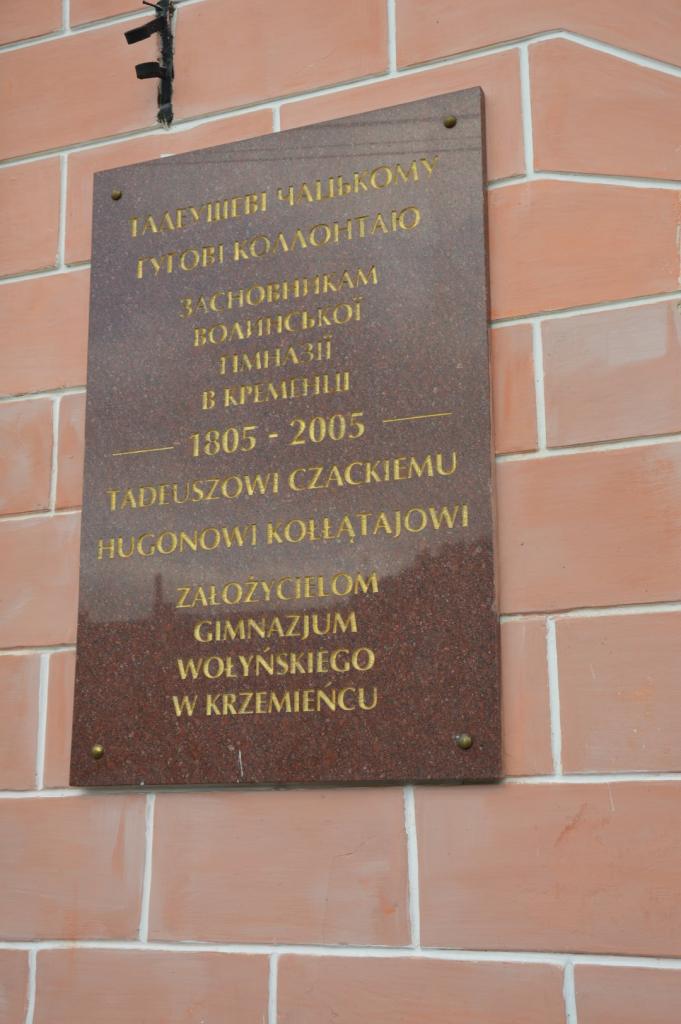 ТАДЕУШЕВІ ЧАЦЬКОМУ
ГУГОВІ КОЛЛОНТАЮ
ЗАСНОВНИКАМ
ВОЛИНСЬКОЇ
ГІМНАЗІЇ
В КРЕМЕНЦІ
1805 - 2005
TADEUSZOWI CZACKIEMU
HUGONOWI KOŁŁĄTAJOWI
ZAŁOŻYCIELOM
GIMNAZJUM
WOŁYŃSKIEGO
W KRZEMIEŃCU